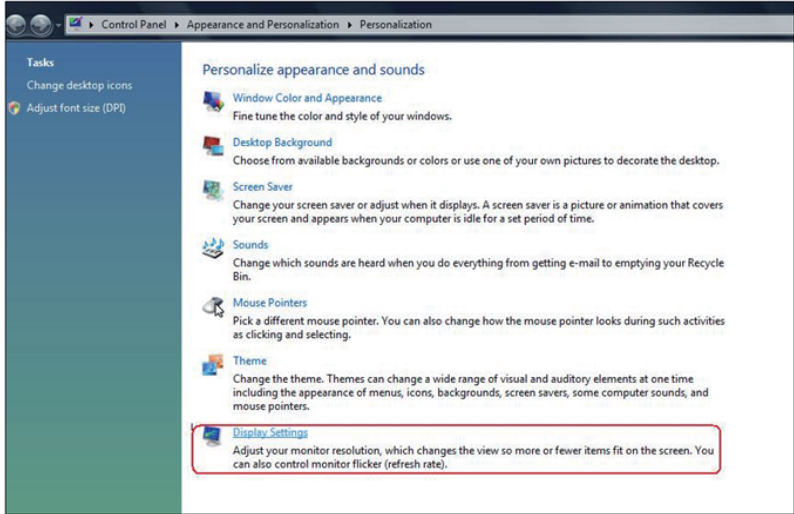 Control Panel ▸ Appearance and Personalization ▸ Personalization
Tasks
Change desktop icons
Adjust font size (DPI)
Personalize appearance and sounds
Window Color and Appearance
Fine tune the color and style of your windows.
Desktop Background
Choose from available backgrounds or colors or use one of your own pictures to decorate the desktop.
Screen Saver
Change your screen saver or adjust when it displays. A screen saver is a picture or animation that covers
your screen and appears when your computer is idle for a set period of time.
Sounds
Change which sounds are heard when you do everything from getting e-mail to emptying your Recycle
Bin.
Mouse Pointers
Pick a different mouse pointer. You can also change how the mouse pointer looks during such activities
as clicking and selecting.
Theme
Change the theme. Themes can change a wide range of visual and auditory elements at one time
including the appearance of menus, icons, backgrounds, screen savers, some computer sounds, and
mouse pointers.
Display Settings
Adjust your monitor resolution, which changes the view so more or fewer items fit on the screen. You
can also control monitor flicker (refresh rate).